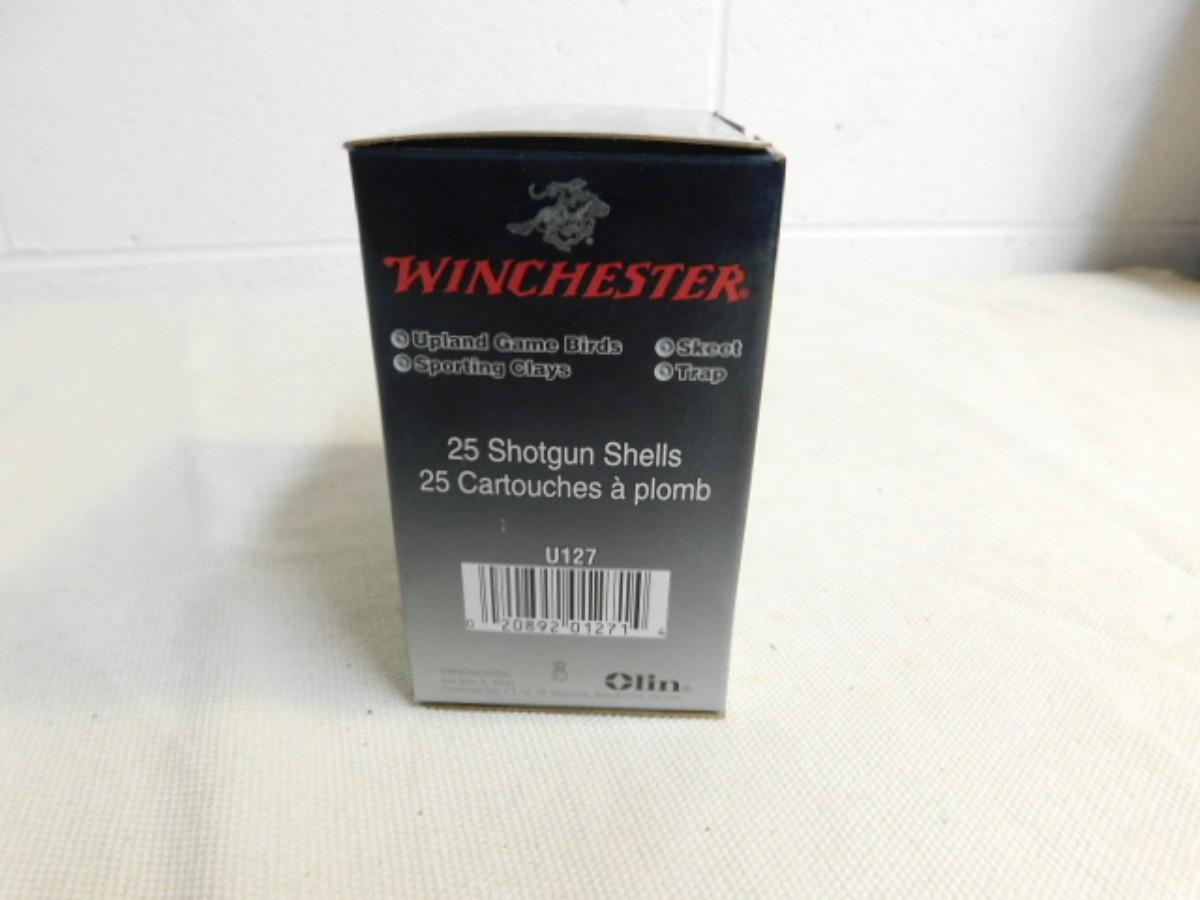 WINCHESTER®
Upland Game Birds Skeet
Sporting Clays Trap
25 Shotgun Shells
25 Cartouches à plomb
U127
0 20892 01271 4
WINCHESTER
Olin®